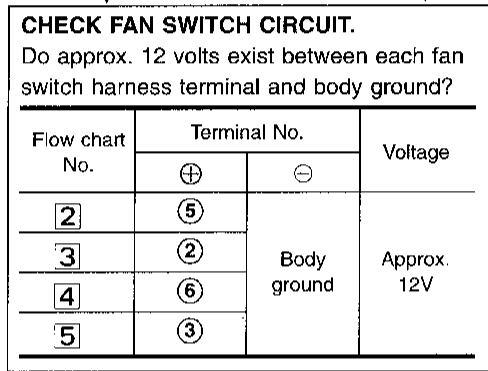 CHECK FAN SWITCH CIRCUIT.
Do approx. 12 volts exist between each fan
switch harness terminal and body ground?
Flow chart No.
Terminal No.
Voltage
⊕ ⊖
2 ⑤
3 ②
4 ⑥
5 ③
Body ground
Approx. 12V